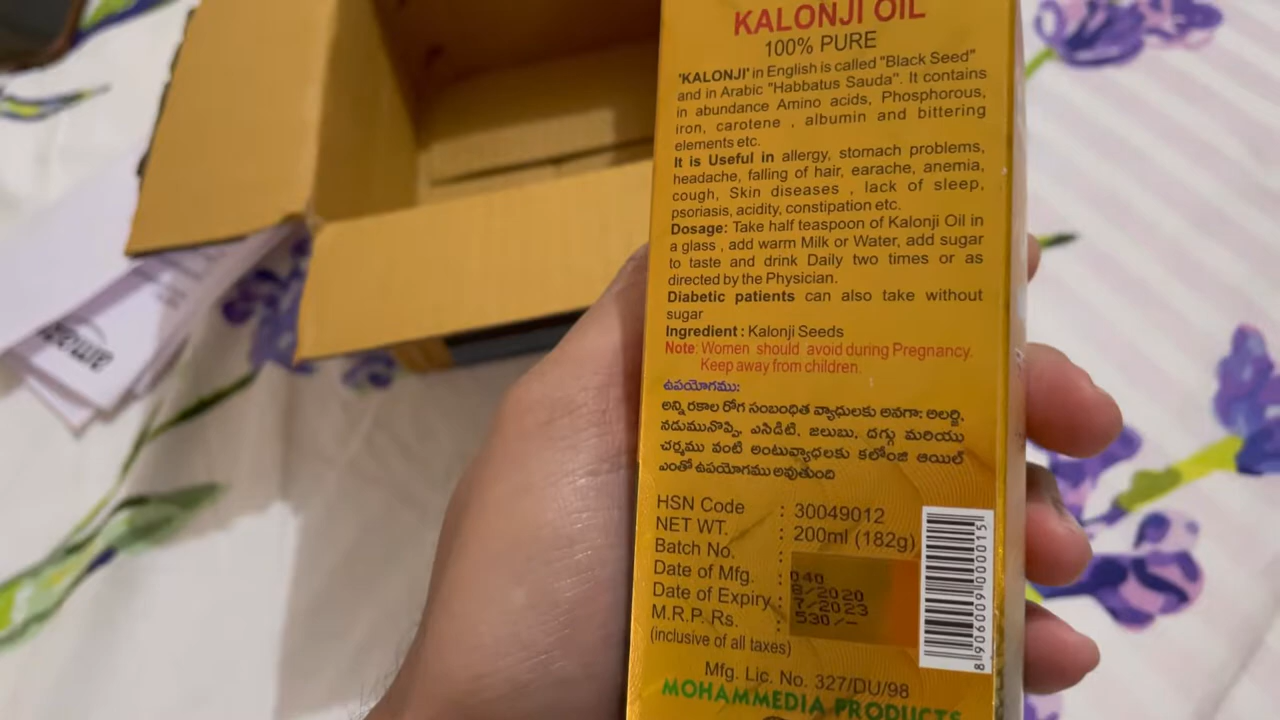 KALONJI OIL
100% PURE
'KALONJI' in English is called "Black Seed"
and in Arabic "Habbatus Sauda". It contains
in abundance Amino acids, Phosphorous,
iron, carotene , albumin and bittering
elements etc.
It is Useful in allergy, stomach problems,
headache, falling of hair, earache, anemia,
cough, Skin diseases , lack of sleep,
psoriasis, acidity, constipation etc.
Dosage: Take half teaspoon of Kalonji Oil in
a glass , add warm Milk or Water, add sugar
to taste and drink Daily two times or as
directed by the Physician.
Diabetic patients can also take without
sugar
Ingredient : Kalonji Seeds
Note: Women should avoid during Pregnancy.
Keep away from children.
ఉపయోగము:
అన్ని రకాల రోగ సంబంధిత వ్యాధులకు అనగా: అలర్జి,
నడుమునొప్పి, ఎసిడిటి, జలుబు, దగ్గు మరియు
చర్మము వంటి అంటువ్యాధలకు కలోంజి ఆయిల్
ఎంతో ఉపయోగము అవుతుంది
HSN Code : 30049012
NET WT. : 200ml (182g)
Batch No. : 040
Date of Mfg. : 8/2020
Date of Expiry : 7/2023
M.R.P. Rs. : 530/-
(inclusive of all taxes)
8906009000015
Mfg. Lic. No. 327/DU/98
MOHAMMEDIA PRODUCTS